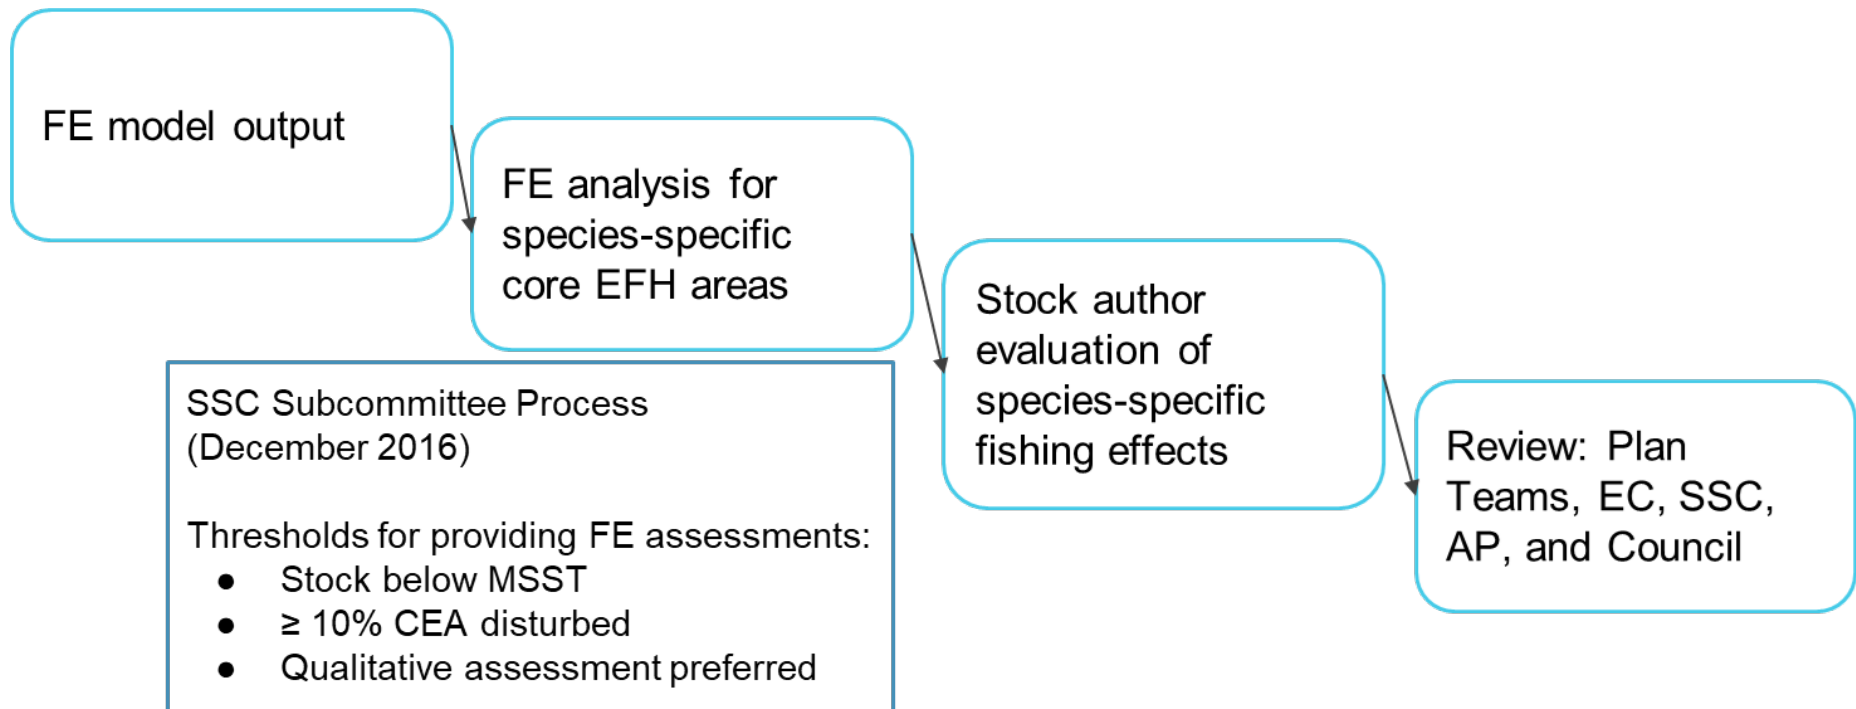 FE model output
FE analysis for
species-specific
core EFH areas
SSC Subcommittee Process
(December 2016)
Thresholds for providing FE assessments:
● Stock below MSST
● ≥ 10% CEA disturbed
● Qualitative assessment preferred
Stock author
evaluation of
species-specific
fishing effects
Review: Plan
Teams, EC, SSC,
AP, and Council